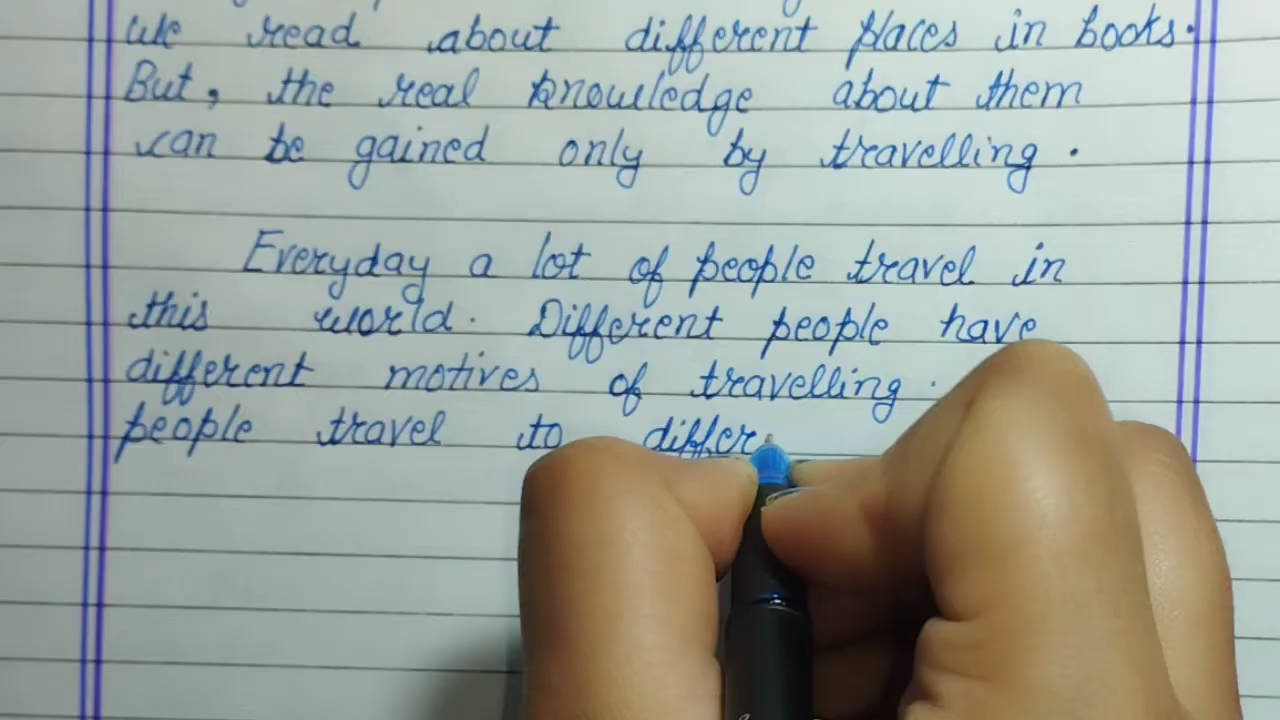 we read about different places in books.
But, the real knowledge about them
can be gained only by travelling.
Everyday a lot of people travel in
this world. Different people have
different motives of travelling.
people travel to differ